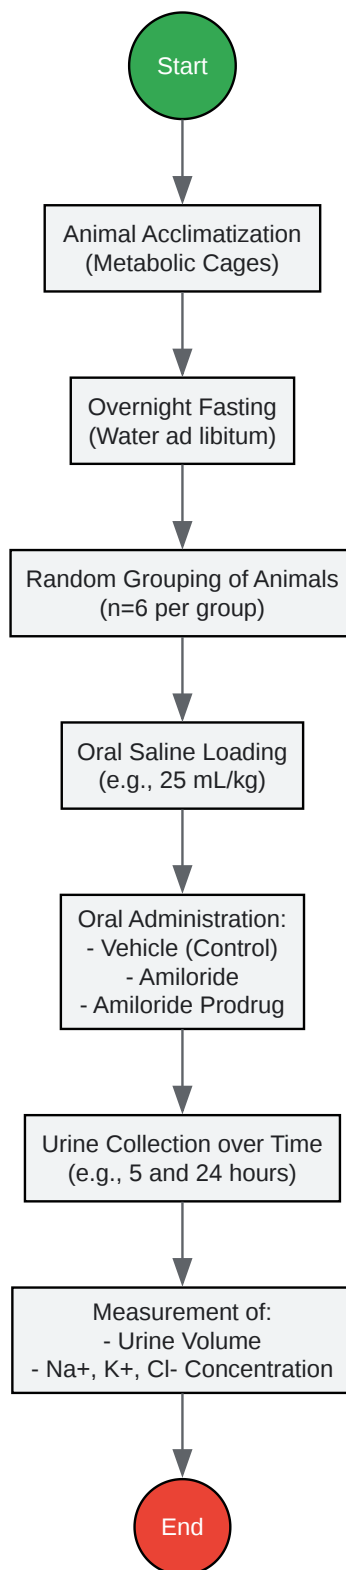 Start
Animal Acclimatization
(Metabolic Cages)
Overnight Fasting
(Water ad libitum)
Random Grouping of Animals
(n=6 per group)
Oral Saline Loading
(e.g., 25 mL/kg)
Oral Administration:
- Vehicle (Control)
- Amiloride
- Amiloride Prodrug
Urine Collection over Time
(e.g., 5 and 24 hours)
Measurement of:
- Urine Volume
- Na+, K+, Cl- Concentration
End